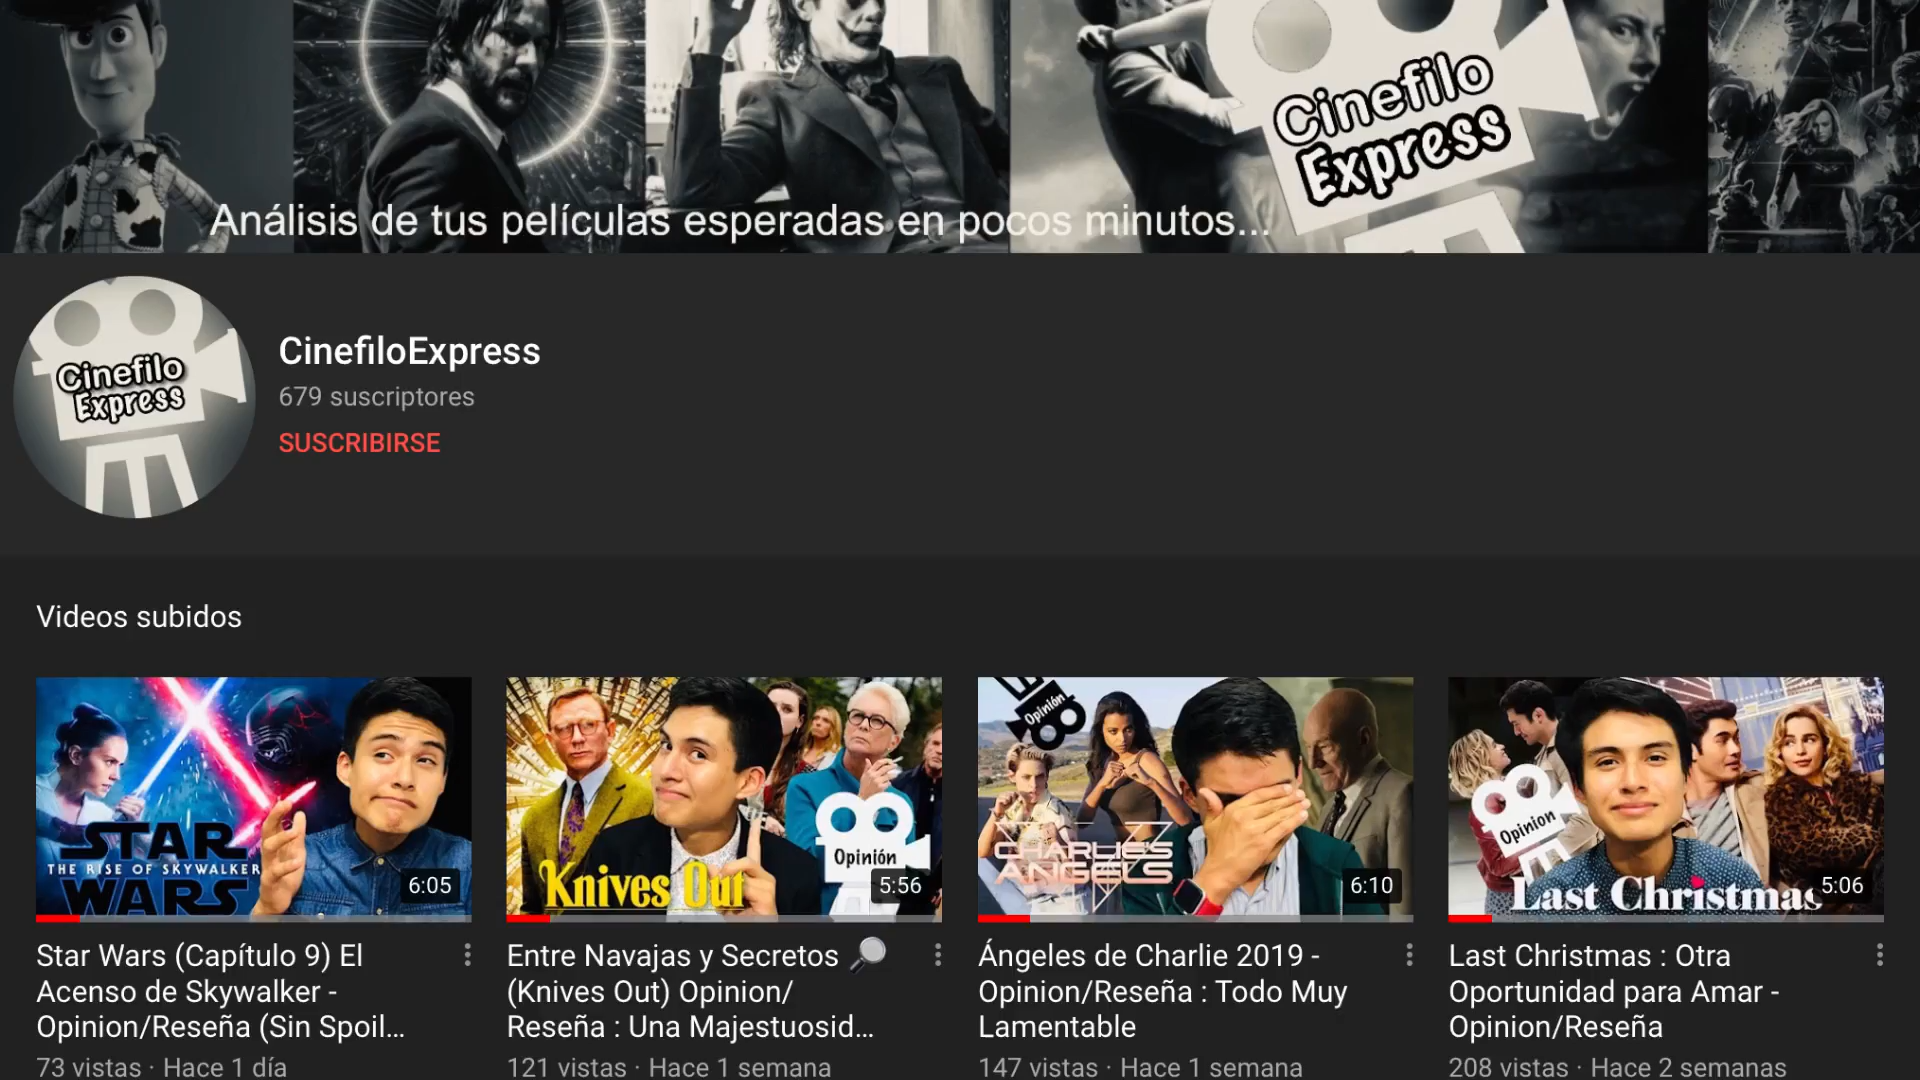 Cinefilo
Express
Análisis de tus películas esperadas en pocos minutos...
Cinefilo
Express
CinefiloExpress
679 suscriptores
SUSCRIBIRSE
Videos subidos
STAR
THE RISE OF SKYWALKER
WARS
6:05
Knives Out
Opinión
5:56
Opinión
CHARLIE'S
ANGELS
6:10
Opinion
Last Christmas
5:06
Star Wars (Capítulo 9) El
Acenso de Skywalker -
Opinion/Reseña (Sin Spoil...
73 vistas · Hace 1 día
Entre Navajas y Secretos 🔎
(Knives Out) Opinion/
Reseña : Una Majestuosid...
121 vistas · Hace 1 semana
Ángeles de Charlie 2019 -
Opinion/Reseña : Todo Muy
Lamentable
147 vistas · Hace 1 semana
Last Christmas : Otra
Oportunidad para Amar -
Opinion/Reseña
208 vistas · Hace 2 semanas